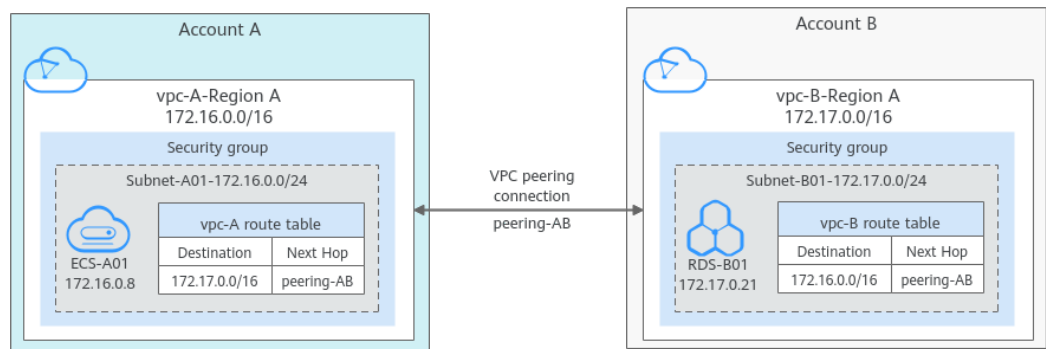 Account A
vpc-A-Region A
172.16.0.0/16
Security group
Subnet-A01-172.16.0.0/24
ECS-A01
172.16.0.8
vpc-A route table
Destination Next Hop
172.17.0.0/16 peering-AB
VPC peering
connection
peering-AB
Account B
vpc-B-Region A
172.17.0.0/16
Security group
Subnet-B01-172.17.0.0/24
RDS-B01
172.17.0.21
vpc-B route table
Destination Next Hop
172.16.0.0/16 peering-AB